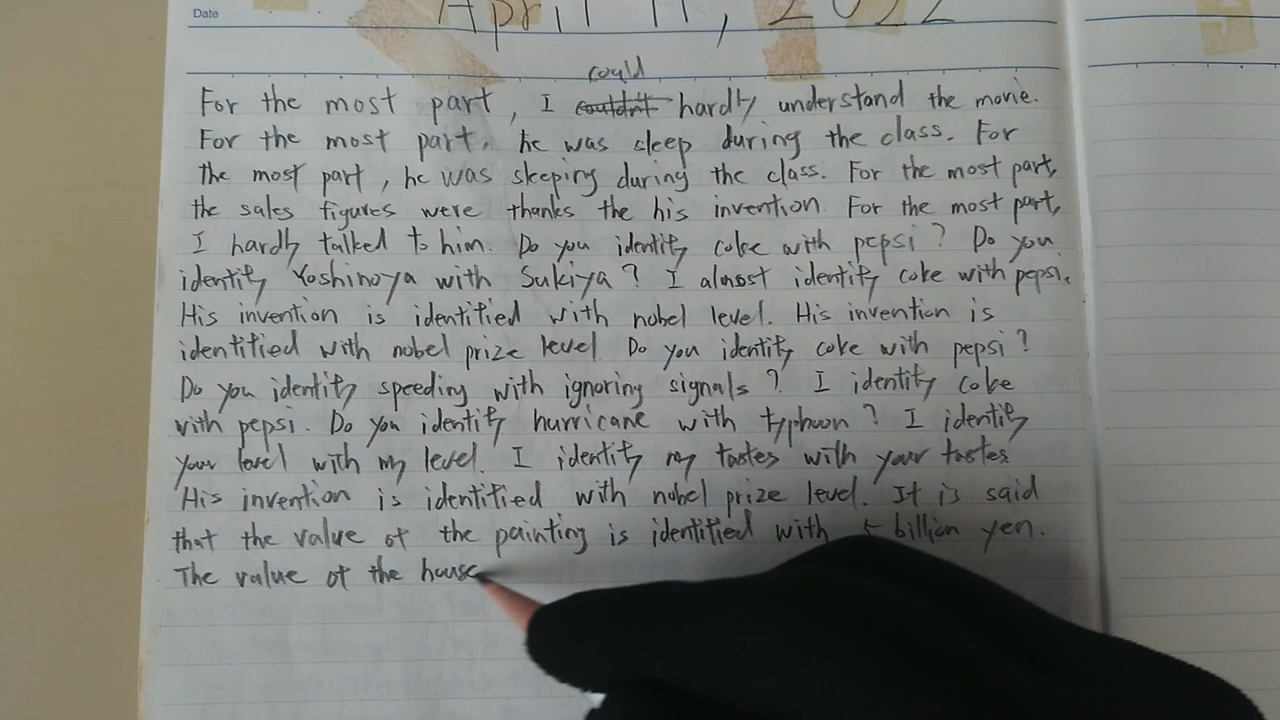 Date
April 11, 2022
could
For the most part, I couldn't hardly understand the movie.
For the most part, he was sleep during the class. For
the most part, he was sleeping during the class. For the most part,
the sales figures were thanks the his invention. For the most part,
I hardly talked to him. Do you identify coke with pepsi? Do you
identify Yoshinoya with Sukiya? I almost identify coke with pepsi.
His invention is identified with nobel level. His invention is
identified with nobel prize level. Do you identify coke with pepsi?
Do you identify speeding with ignoring signals? I identify coke
with pepsi. Do you identify hurricane with typhoon? I identify
your level with my level. I identify my tastes with your tastes.
His invention is identified with nobel prize level. It is said
that the value of the painting is identified with 5 billion yen.
The value of the house